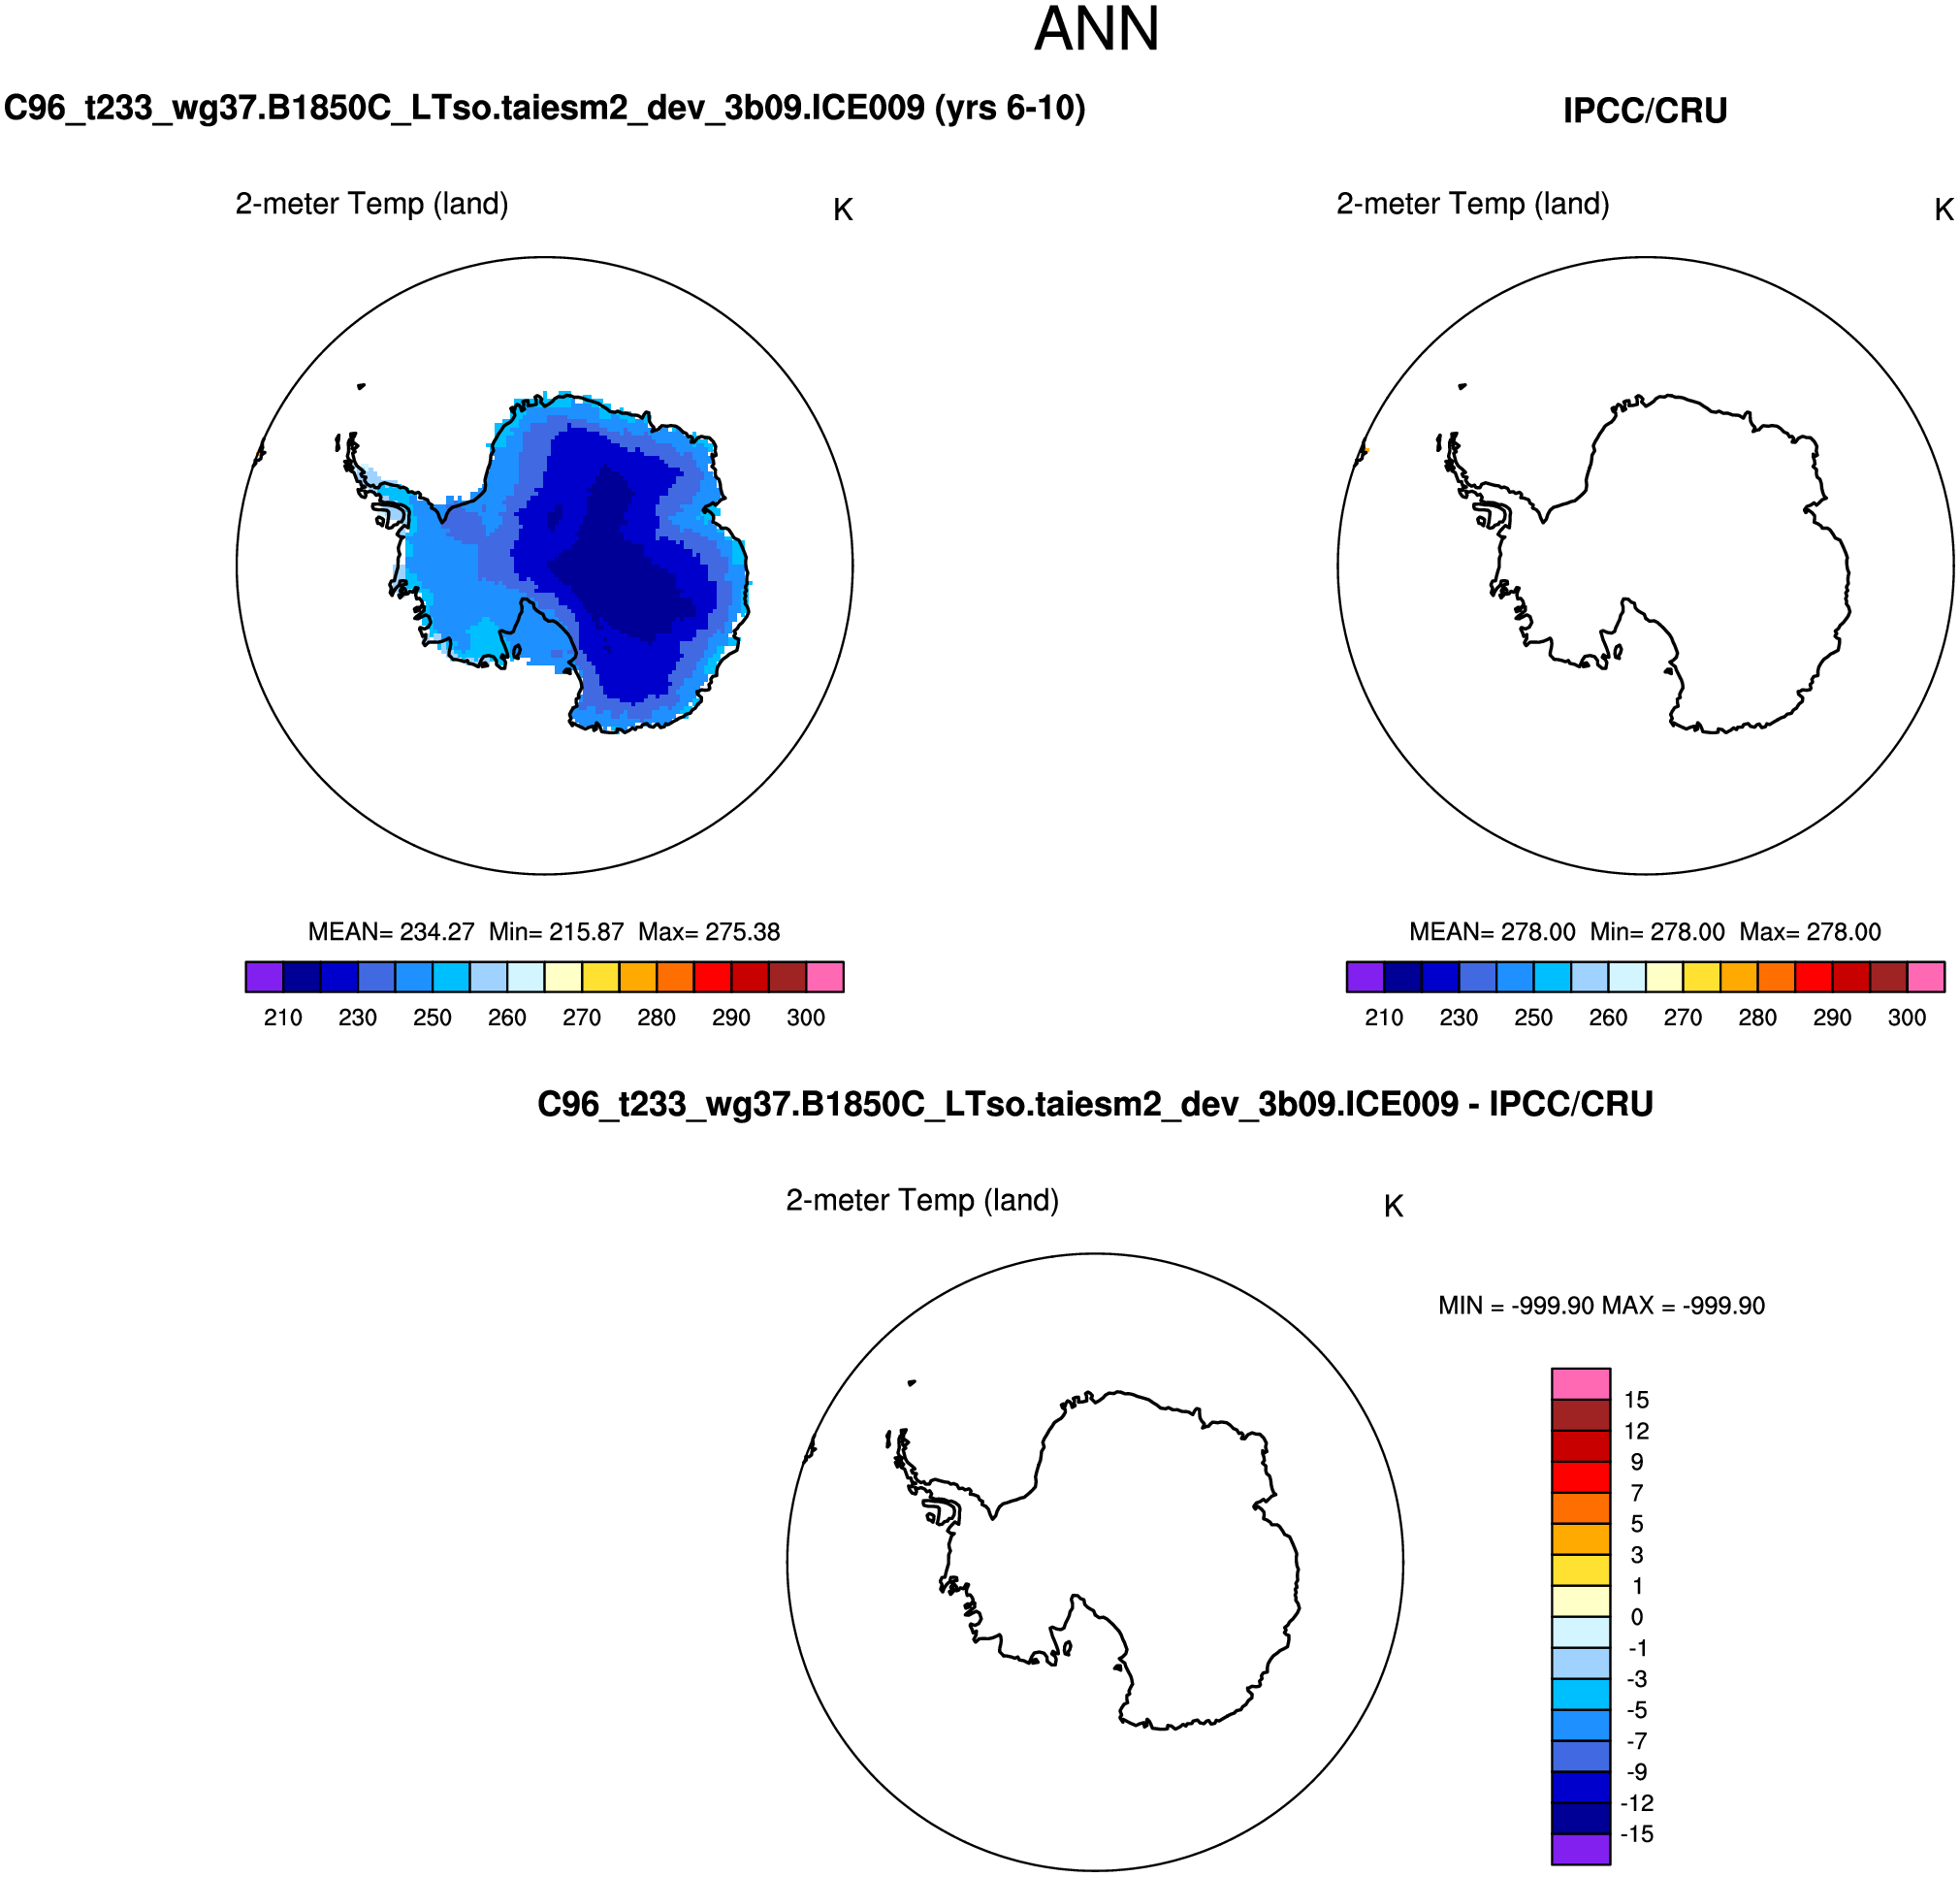 ANN
C96_t233_wg37.B1850C_LTso.taiesm2_dev_3b09.ICE009 (yrs 6-10)
IPCC/CRU
2-meter Temp (land) K
2-meter Temp (land) K
MEAN= 234.27 Min= 215.87 Max= 275.38
MEAN= 278.00 Min= 278.00 Max= 278.00
210 230 250 260 270 280 290 300
210 230 250 260 270 280 290 300
C96_t233_wg37.B1850C_LTso.taiesm2_dev_3b09.ICE009 - IPCC/CRU
2-meter Temp (land) K
MIN = -999.90 MAX = -999.90
15
12
9
7
5
3
1
0
-1
-3
-5
-7
-9
-12
-15